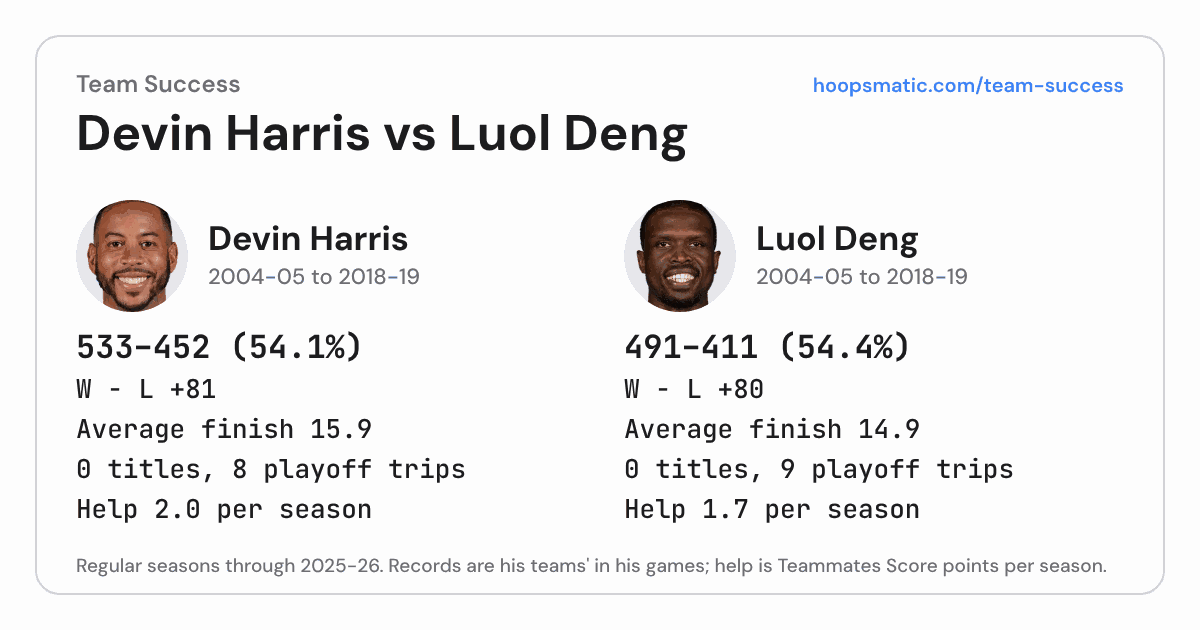 Team Success
hoopsmatic.com/team-success
Devin Harris vs Luol Deng
Devin Harris
2004-05 to 2018-19
533-452 (54.1%)
W - L +81
Average finish 15.9
0 titles, 8 playoff trips
Help 2.0 per season
Luol Deng
2004-05 to 2018-19
491-411 (54.4%)
W - L +80
Average finish 14.9
0 titles, 9 playoff trips
Help 1.7 per season
Regular seasons through 2025-26. Records are his teams' in his games; help is Teammates Score points per season.